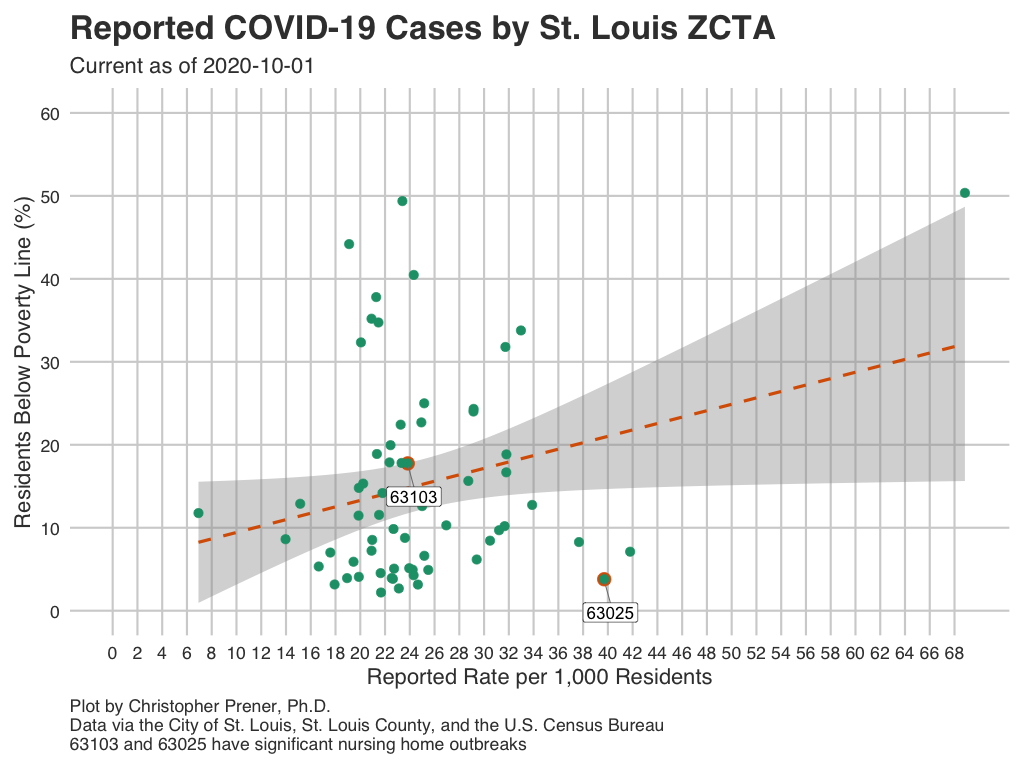 Reported COVID-19 Cases by St. Louis ZCTA
Current as of 2020-10-01
Residents Below Poverty Line (%)
60
50
40
30
20
10
0
63103
63025
0 2 4 6 8 10 12 14 16 18 20 22 24 26 28 30 32 34 36 38 40 42 44 46 48 50 52 54 56 58 60 62 64 66 68
Reported Rate per 1,000 Residents
Plot by Christopher Prener, Ph.D.
Data via the City of St. Louis, St. Louis County, and the U.S. Census Bureau
63103 and 63025 have significant nursing home outbreaks